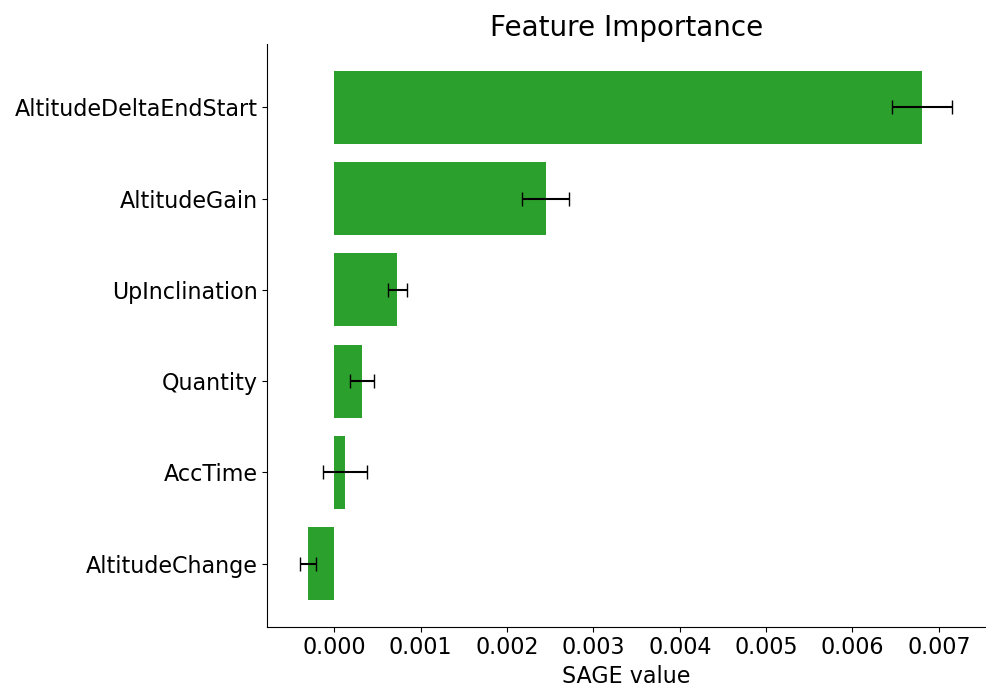 Feature Importance
AltitudeDeltaEndStart
AltitudeGain
UpInclination
Quantity
AccTime
AltitudeChange
0.000 0.001 0.002 0.003 0.004 0.005 0.006 0.007
SAGE value